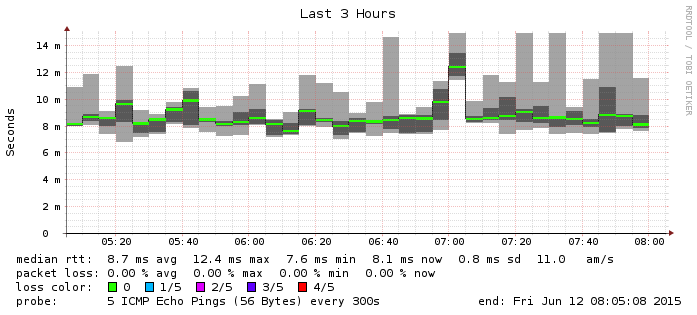 Last 3 Hours
RRDTOOL / TOBI OETIKER
Seconds
14 m
12 m
10 m
8 m
6 m
4 m
2 m
0
05:20 05:40 06:00 06:20 06:40 07:00 07:20 07:40 08:00
median rtt: 8.7 ms avg 12.4 ms max 7.6 ms min 8.1 ms now 0.8 ms sd 11.0 am/s
packet loss: 0.00 % avg 0.00 % max 0.00 % min 0.00 % now
loss color: 0 1/5 2/5 3/5 4/5
probe: 5 ICMP Echo Pings (56 Bytes) every 300s end: Fri Jun 12 08:05:08 2015